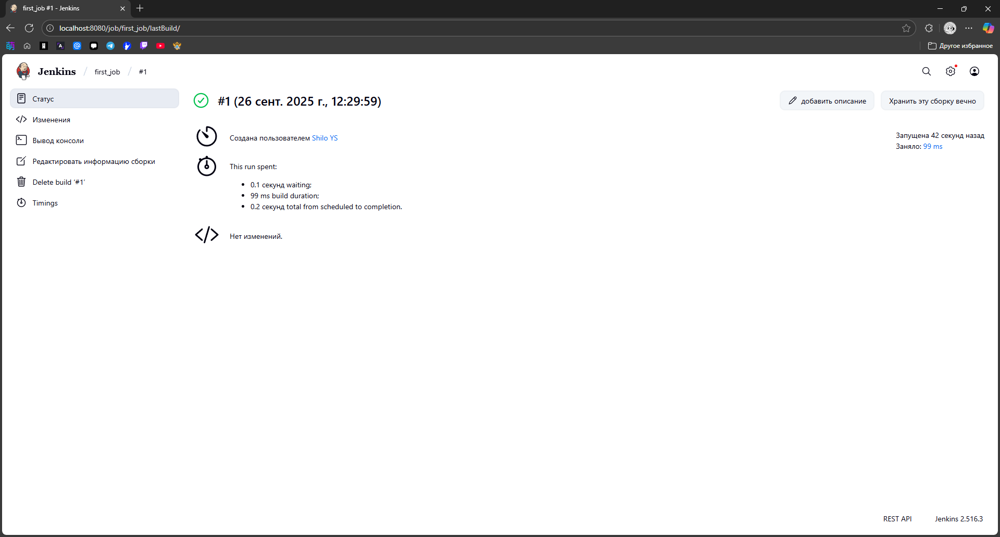 first_job #1 - Jenkins
localhost:8080/job/first_job/lastBuild/
Другое избранное
Jenkins / first_job / #1
Статус
Изменения
Вывод консоли
Редактировать информацию сборки
Delete build ‘#1’
Timings
#1 (26 сент. 2025 г., 12:29:59)
добавить описание
Хранить эту сборку вечно
Создана пользователем Shilo YS
Запущена 42 секунд назад
Заняло: 99 ms
This run spent:
0.1 секунд waiting;
99 ms build duration;
0.2 секунд total from scheduled to completion.
Нет изменений.
REST API
Jenkins 2.516.3